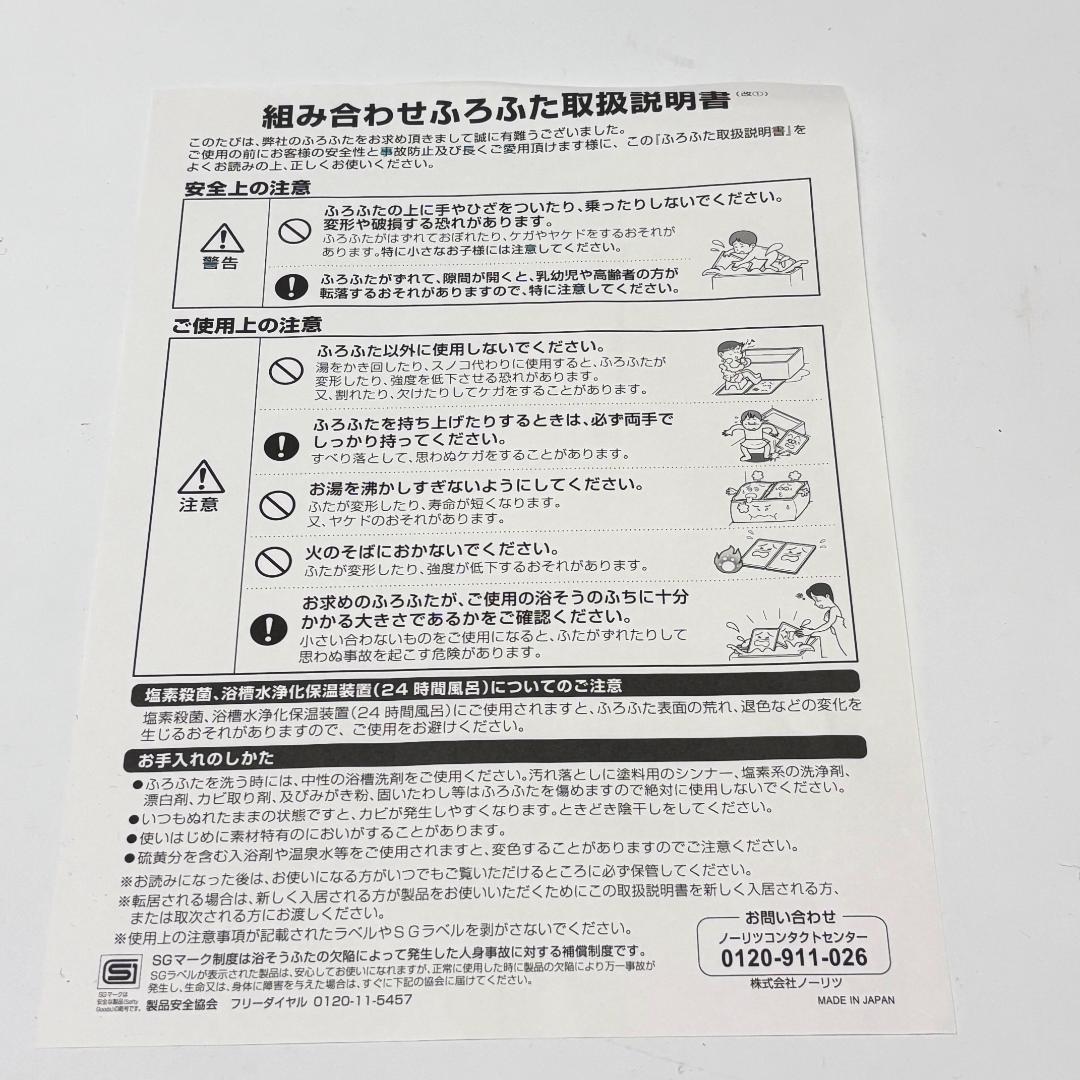 組み合わせふろふた取扱説明書(改①)
このたびは、弊社のふろふたをお求め頂きまして誠に有難うございました。
ご使用の前にお客様の安全性と事故防止及び長くご愛用頂けます様に、この『ふろふた取扱説明書』を
よくお読みの上、正しくお使いください。
安全上の注意
警告
ふろふたの上に手やひざをついたり、乗ったりしないでください。
変形や破損する恐れがあります。
ふろふたがはずれておぼれたり、ケガやヤケドをするおそれが
あります。特に小さなお子様には注意してください。
ふろふたがずれて、隙間が開くと、乳幼児や高齢者の方が
転落するおそれがありますので、特に注意してください。
ご使用上の注意
注意
ふろふた以外に使用しないでください。
湯をかき回したり、スノコ代わりに使用すると、ふろふたが
変形したり、強度を低下させる恐れがあります。
又、割れたり、欠けたりしてケガをすることがあります。
ふろふたを持ち上げたりするときは、必ず両手で
しっかり持ってください。
すべり落として、思わぬケガをすることがあります。
お湯を沸かしすぎないようにしてください。
ふたが変形したり、寿命が短くなります。
又、ヤケドのおそれがあります。
火のそばにおかないでください。
ふたが変形したり、強度が低下するおそれがあります。
お求めのふろふたが、ご使用の浴そうのふちに十分
かかる大きさであるかをご確認ください。
小さい合わないものをご使用になると、ふたがずれたりして
思わぬ事故を起こす危険があります。
塩素殺菌、浴槽水浄化保温装置(24時間風呂)についてのご注意
塩素殺菌、浴槽水浄化保温装置(24時間風呂)にご使用されますと、ふろふた表面の荒れ、退色などの変化を
生じるおそれがありますので、ご使用をお避けください。
お手入れのしかた
●ふろふたを洗う時には、中性の浴槽洗剤をご使用ください。汚れ落としに塗料用のシンナー、塩素系の洗浄剤、
漂白剤、カビ取り剤、及びみがき粉、固いたわし等はふろふたを傷めますので絶対に使用しないでください。
●いつもぬれたままの状態ですと、カビが発生しやすくなります。ときどき陰干しをしてください。
●使いはじめに素材特有のにおいがすることがあります。
●硫黄分を含む入浴剤や温泉水等をご使用されますと、変色することがありますのでご注意ください。
※お読みになった後は、お使いになる方がいつでもご覧いただけるところに必ず保管してください。
※転居される場合は、新しく入居される方が製品をお使いいただくためにこの取扱説明書を新しく入居される方、
または取次される方にお渡しください。
※使用上の注意事項が記載されたラベルやSGラベルを剥がさないでください。
SGマーク制度は浴そうふたの欠陥によって発生した人身事故に対する補償制度です。
SGラベルが表示された製品は、安心してお使いになれますが、正常に使用した時に製品の欠陥により万一事故が
発生し、生命又は、身体に障害を与えた場合は、すぐに下記の協会に届けてください。
SGマークは
安全な製品(Safty
Goods)の略号です。
製品安全協会 フリーダイヤル 0120-11-5457
お問い合わせ
ノーリツコンタクトセンター
0120-911-026
株式会社ノーリツ
MADE IN JAPAN